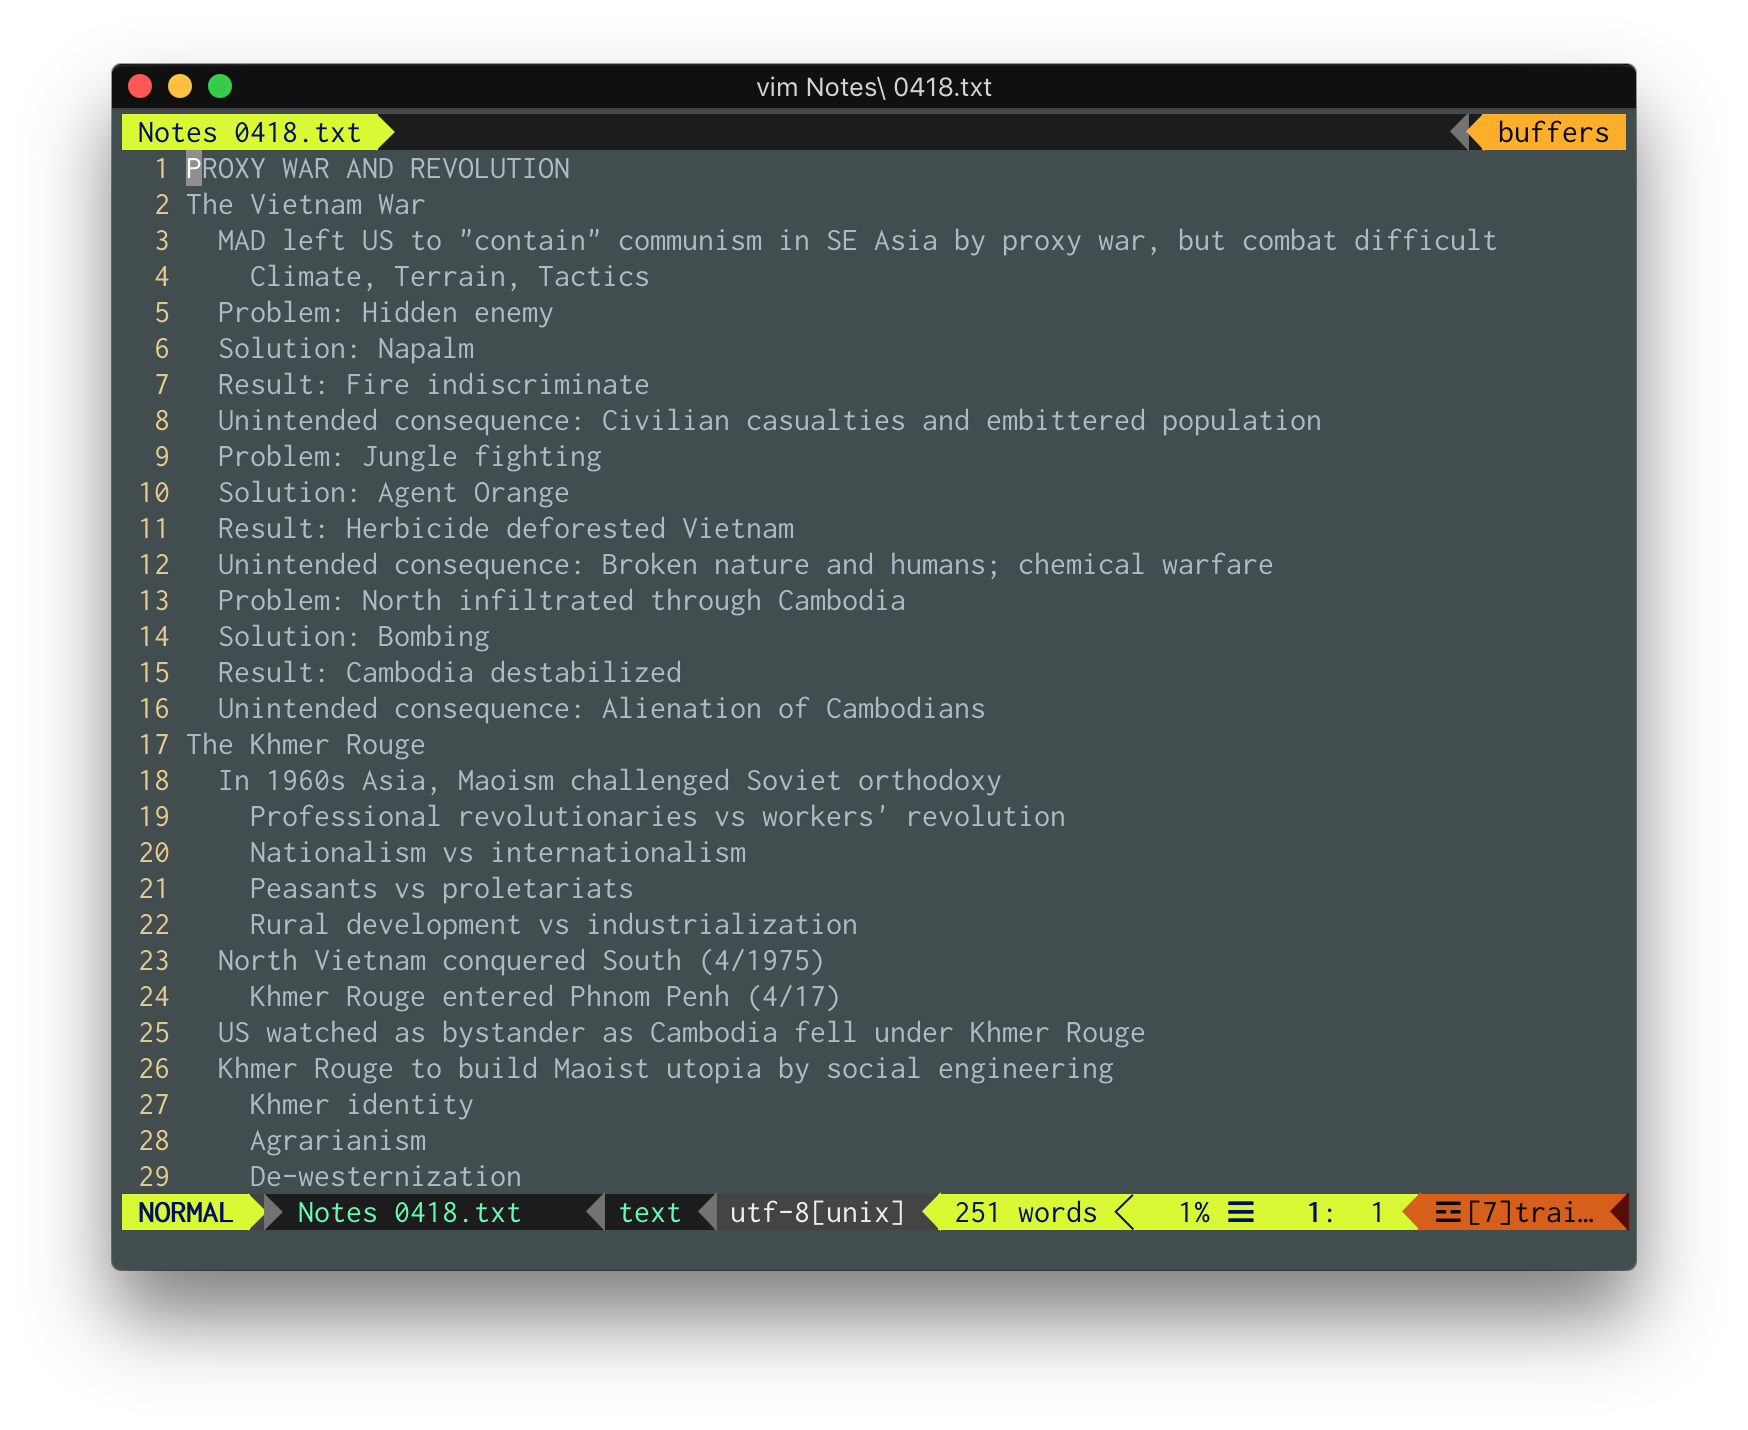 vim Notes\ 0418.txt
Notes 0418.txt buffers
1 PROXY WAR AND REVOLUTION
2 The Vietnam War
3 MAD left US to "contain" communism in SE Asia by proxy war, but combat difficult
4 Climate, Terrain, Tactics
5 Problem: Hidden enemy
6 Solution: Napalm
7 Result: Fire indiscriminate
8 Unintended consequence: Civilian casualties and embittered population
9 Problem: Jungle fighting
10 Solution: Agent Orange
11 Result: Herbicide deforested Vietnam
12 Unintended consequence: Broken nature and humans; chemical warfare
13 Problem: North infiltrated through Cambodia
14 Solution: Bombing
15 Result: Cambodia destabilized
16 Unintended consequence: Alienation of Cambodians
17 The Khmer Rouge
18 In 1960s Asia, Maoism challenged Soviet orthodoxy
19 Professional revolutionaries vs workers' revolution
20 Nationalism vs internationalism
21 Peasants vs proletariats
22 Rural development vs industrialization
23 North Vietnam conquered South (4/1975)
24 Khmer Rouge entered Phnom Penh (4/17)
25 US watched as bystander as Cambodia fell under Khmer Rouge
26 Khmer Rouge to build Maoist utopia by social engineering
27 Khmer identity
28 Agrarianism
29 De-westernization
NORMAL Notes 0418.txt text utf-8[unix] 251 words 1% ☰ 1: 1 ☲[7]trai…